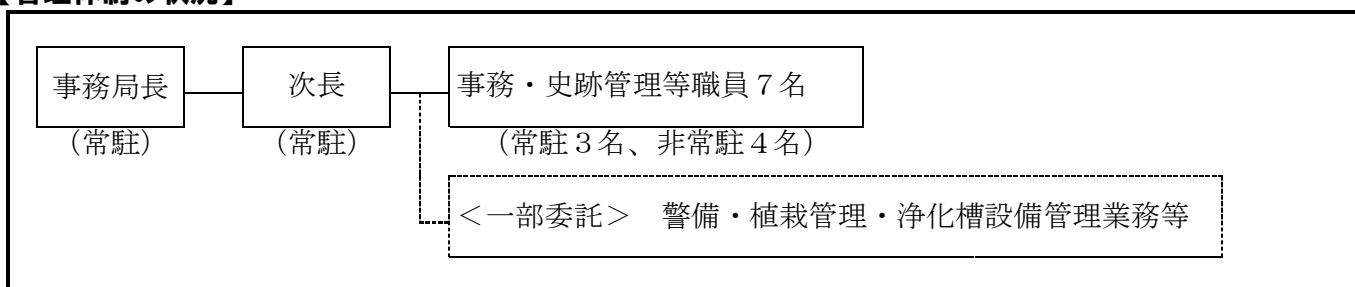 【管理体制の状況】
事務局長 次長 事務・史跡管理等職員７名
（常駐） （常駐） （常駐３名、非常駐４名）
＜一部委託＞　警備・植栽管理・浄化槽設備管理業務等